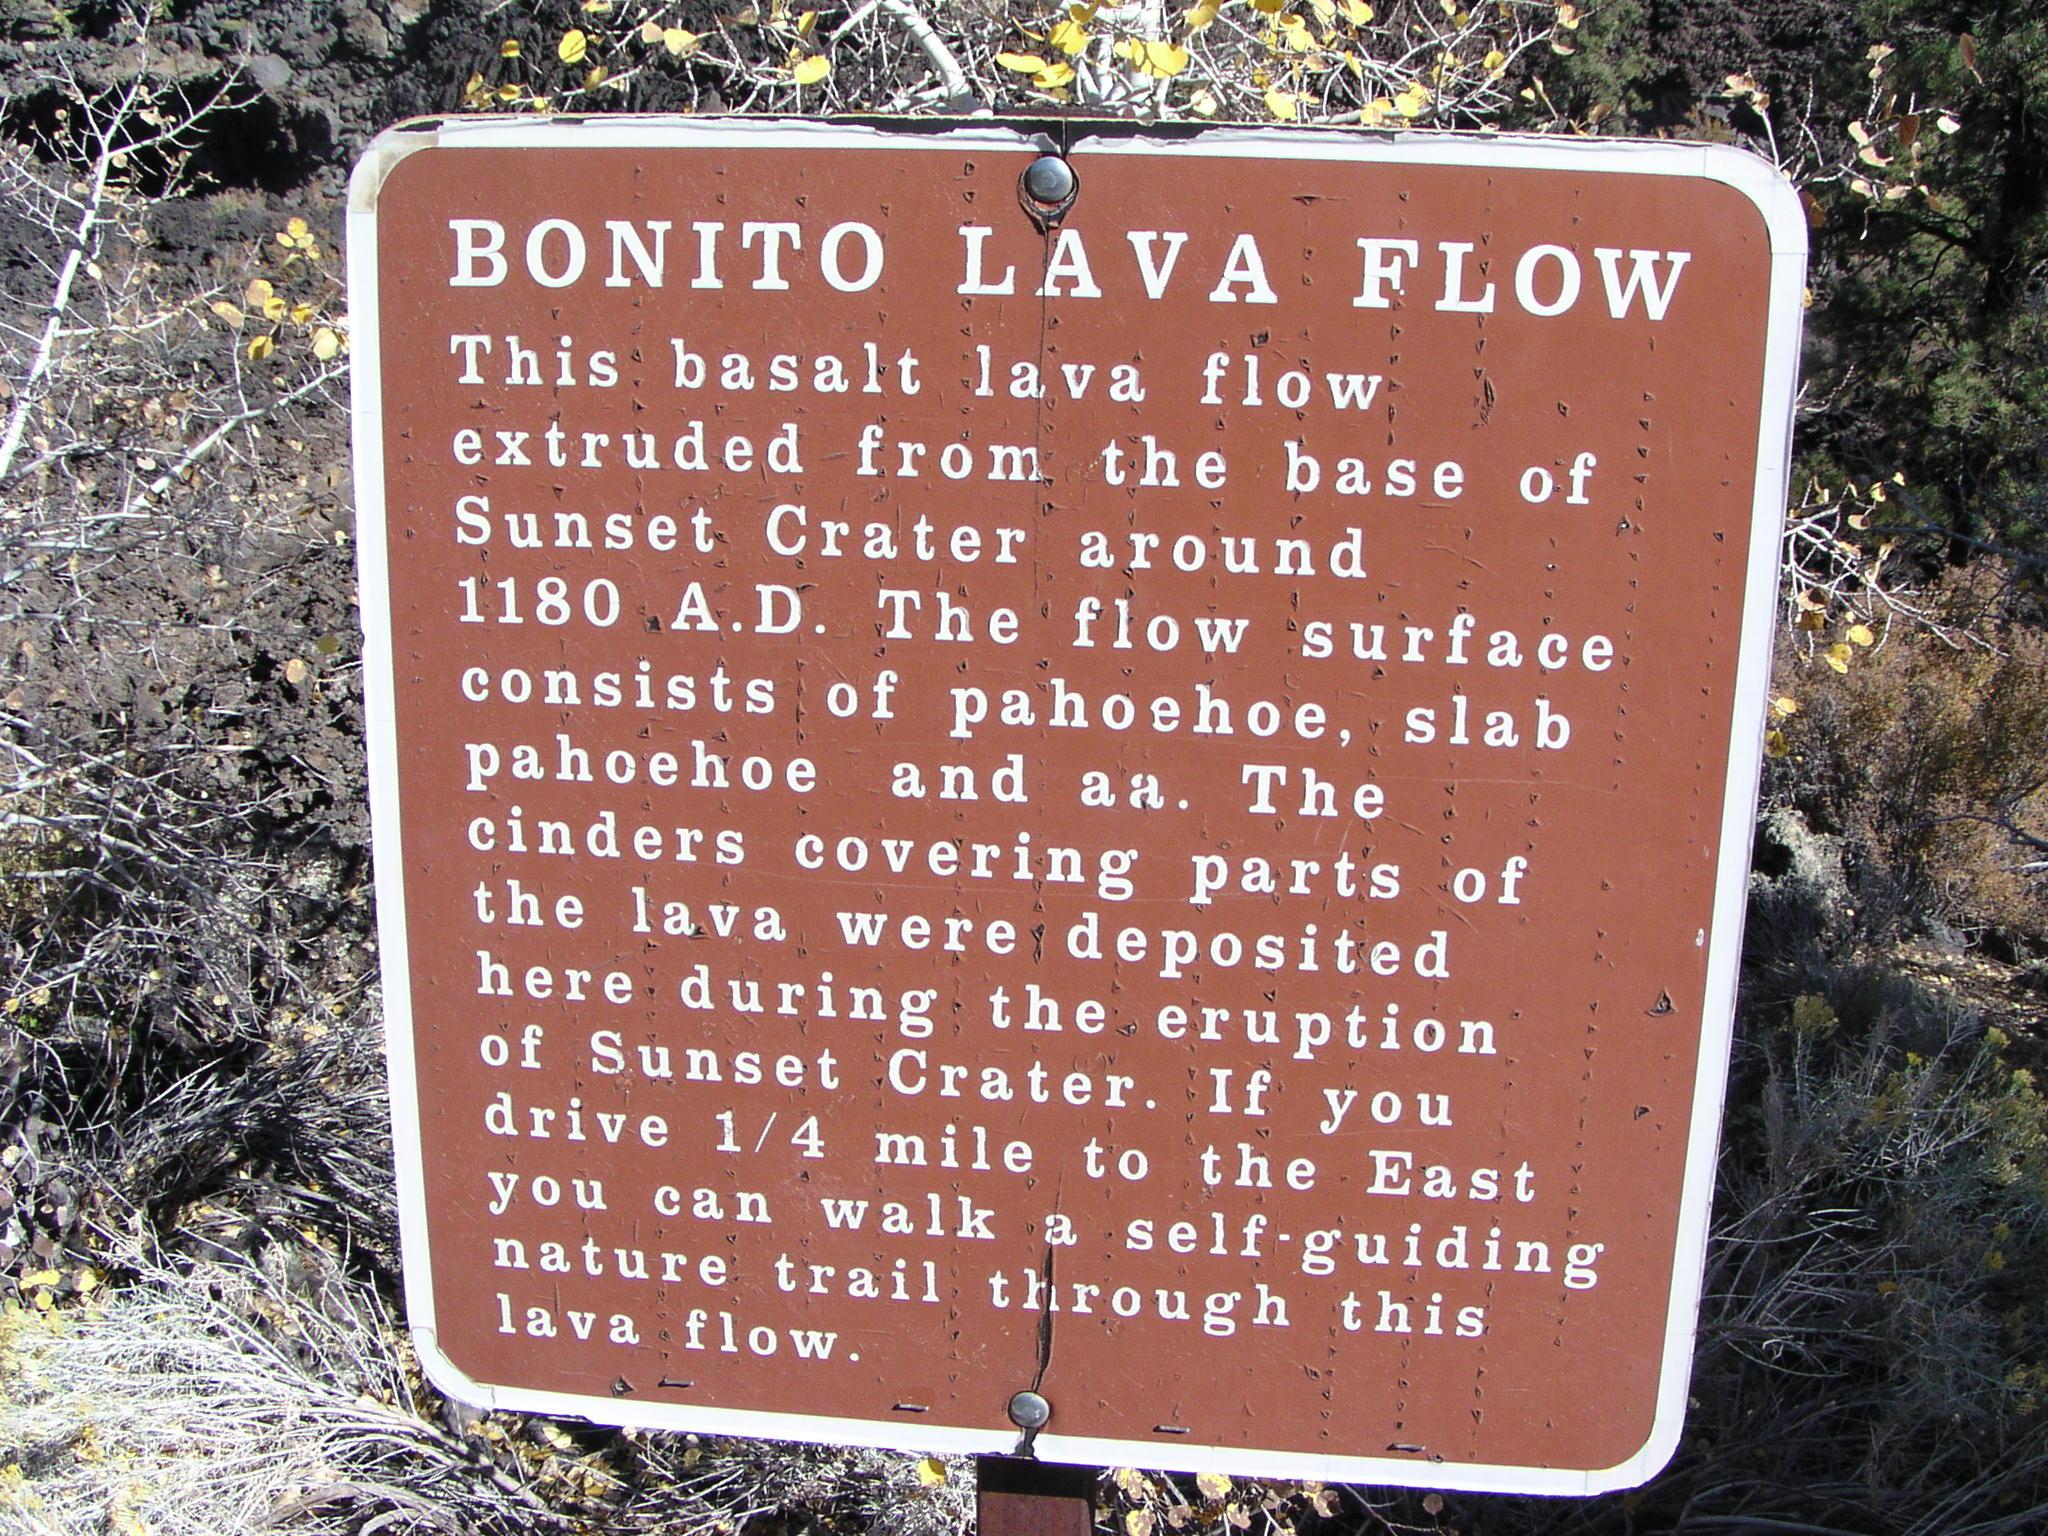 BONITO LAVA FLOW
This basalt lava flow
extruded from the base of
Sunset Crater around
1180 A.D. The flow surface
consists of pahoehoe, slab
pahoehoe and aa. The
cinders covering parts of
the lava were deposited
here during the eruption
of Sunset Crater. If you
drive 1/4 mile to the East
you can walk a self-guiding
nature trail through this
lava flow.